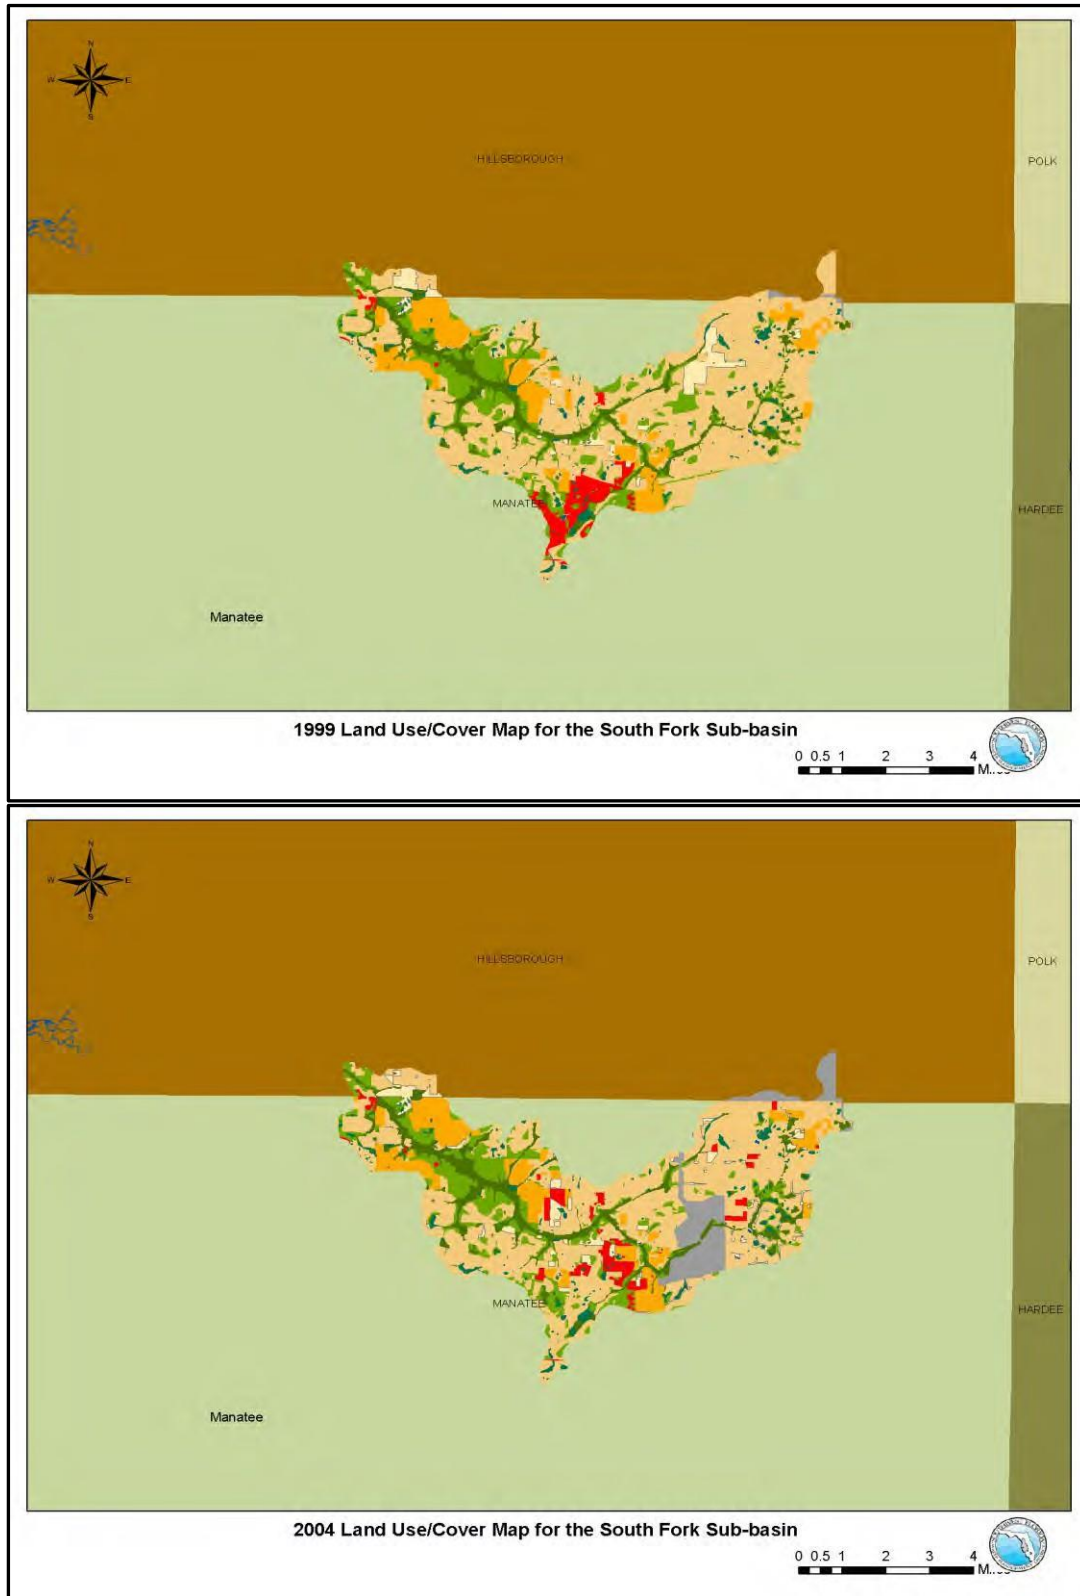 N
W E
S
HILLSBOROUGH
POLK
MANATEE
HARDEE
Manatee
1999 Land Use/Cover Map for the South Fork Sub-basin
0 0.5 1 2 3 4
N
W E
S
HILLSBOROUGH
POLK
MANATEE
HARDEE
Manatee
2004 Land Use/Cover Map for the South Fork Sub-basin
0 0.5 1 2 3 4